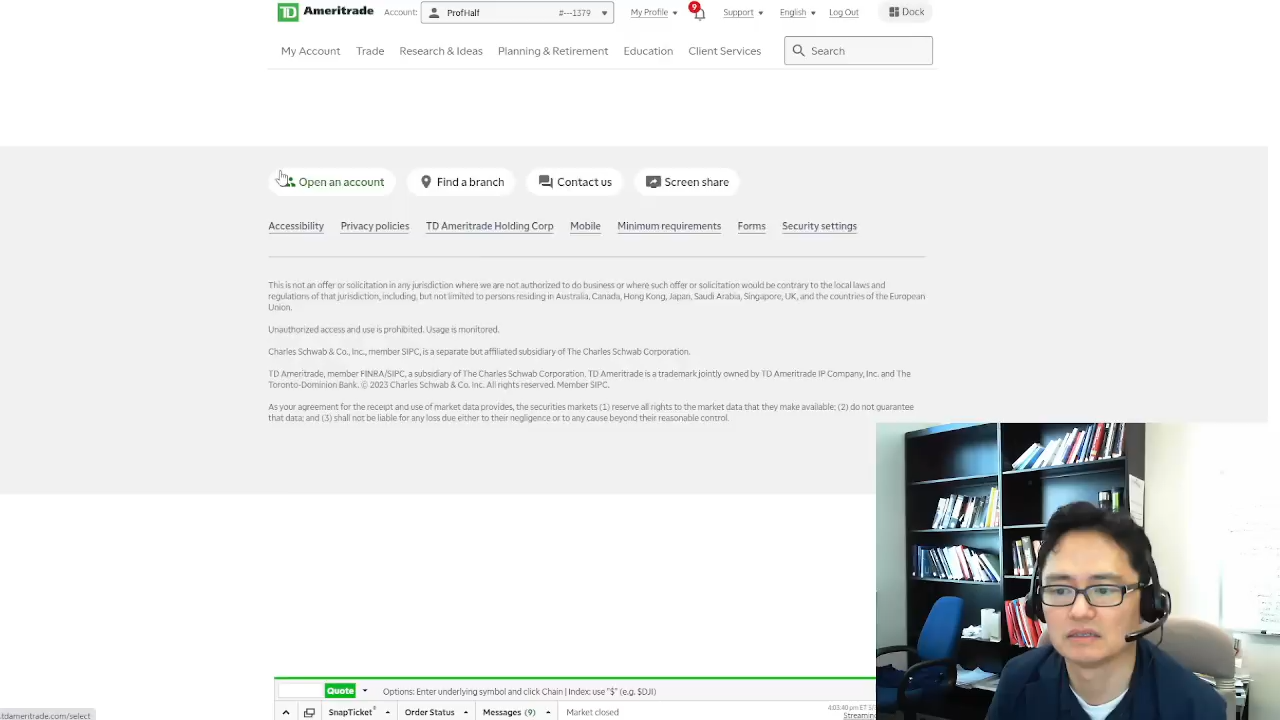 TD Ameritrade Account: ProfHalf #---1379 My Profile 9 Support English Log Out Dock
My Account Trade Research & Ideas Planning & Retirement Education Client Services Search
Open an account Find a branch Contact us Screen share
Accessibility Privacy policies TD Ameritrade Holding Corp Mobile Minimum requirements Forms Security settings
This is not an offer or solicitation in any jurisdiction where we are not authorized to do business or where such offer or solicitation would be contrary to the local laws and
regulations of that jurisdiction, including, but not limited to persons residing in Australia, Canada, Hong Kong, Japan, Saudi Arabia, Singapore, UK, and the countries of the European
Union.
Unauthorized access and use is prohibited. Usage is monitored.
Charles Schwab & Co., Inc., member SIPC, is a separate but affiliated subsidiary of The Charles Schwab Corporation.
TD Ameritrade, member FINRA/SIPC, a subsidiary of The Charles Schwab Corporation. TD Ameritrade is a trademark jointly owned by TD Ameritrade IP Company, Inc. and The
Toronto-Dominion Bank. © 2023 Charles Schwab & Co. Inc. All rights reserved. Member SIPC.
As your agreement for the receipt and use of market data provides, the securities markets (1) reserve all rights to the market data that they make available; (2) do not guarantee
that data; and (3) shall not be liable for any loss due either to their negligence or to any cause beyond their reasonable control.
Quote Options: Enter underlying symbol and click Chain | Index: use "$" (e.g. $DJI)
SnapTicket® Order Status Messages (9) Market closed 4:03:40 pm ET
Streaming
tdameritrade.com/select